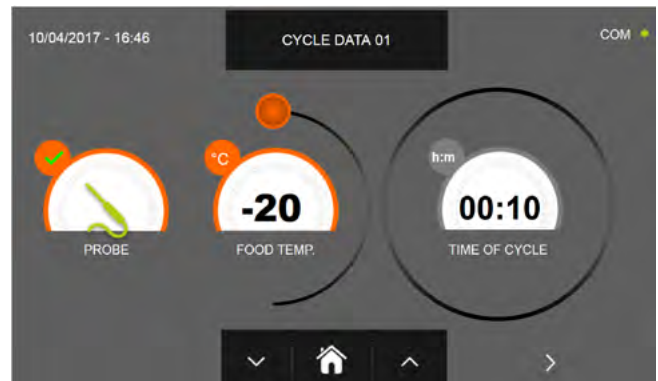 10/04/2017 - 16:46
CYCLE DATA 01
COM
°C
h:m
-20
00:10
PROBE
FOOD TEMP.
TIME OF CYCLE